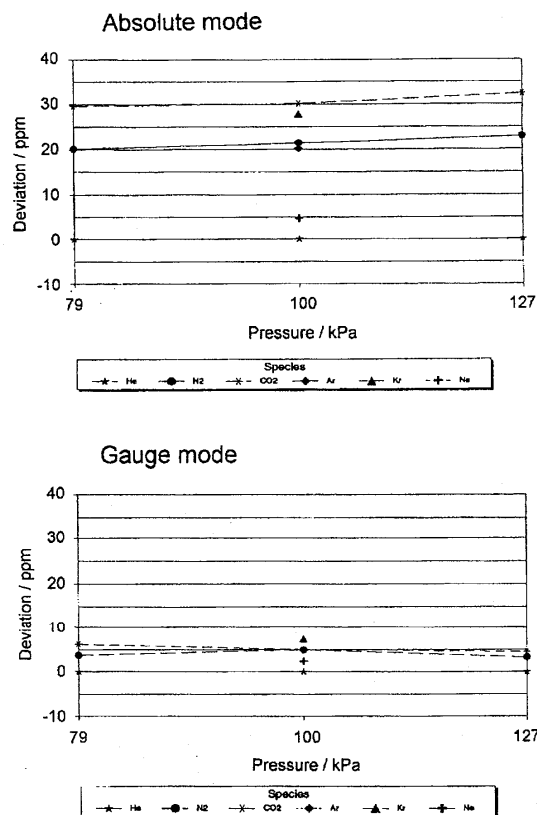 Absolute mode
40
30
20
10
0
-10
Deviation / ppm
79 100 127
Pressure / kPa
Species
He N2 CO2 Ar Kr Ne
Gauge mode
40
30
20
10
0
-10
Deviation / ppm
79 100 127
Pressure / kPa
Species
He N2 CO2 Ar Kr Ne